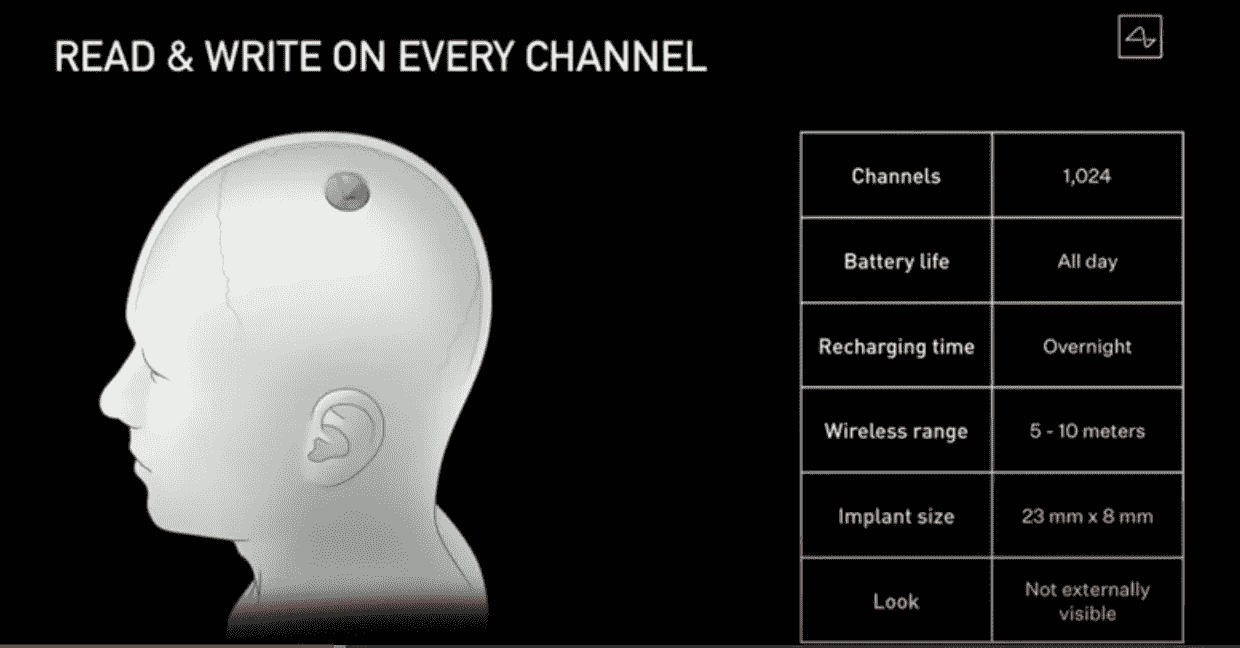 READ & WRITE ON EVERY CHANNEL
Channels 1,024
Battery life All day
Recharging time Overnight
Wireless range 5 - 10 meters
Implant size 23 mm x 8 mm
Look Not externally
visible